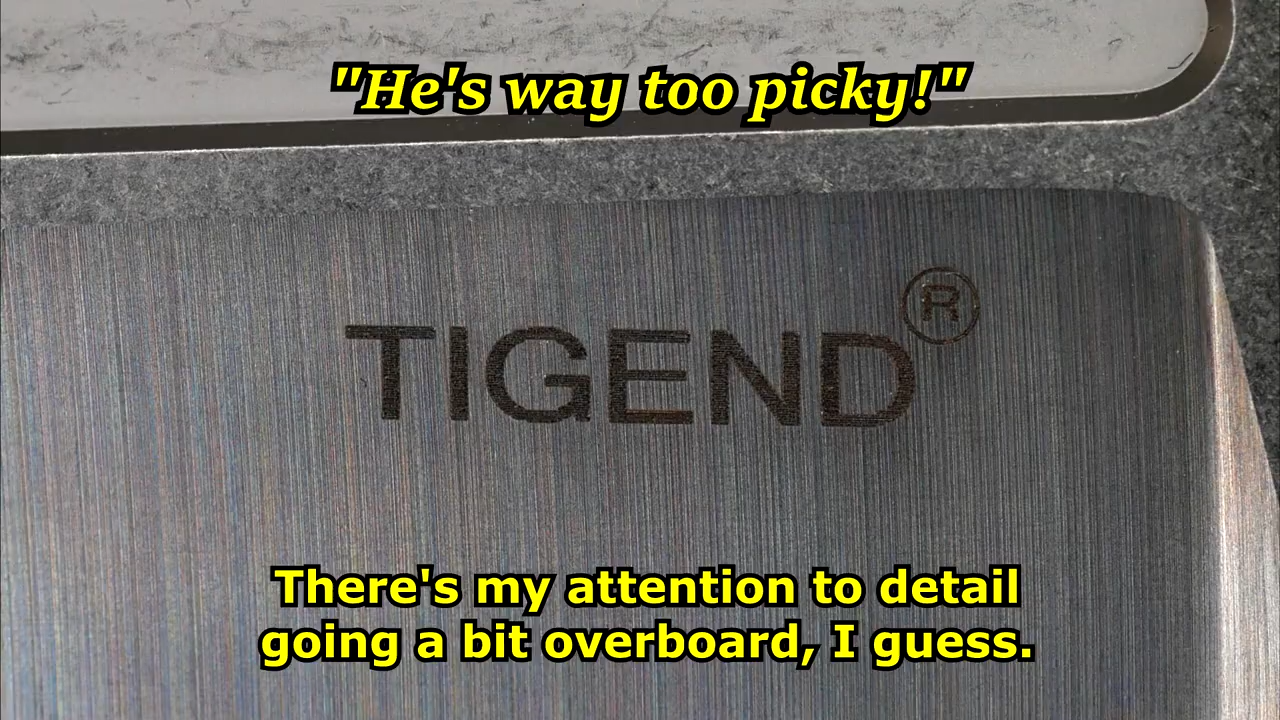 "He's way too picky!"
TIGEND®
There's my attention to detail
going a bit overboard, I guess.